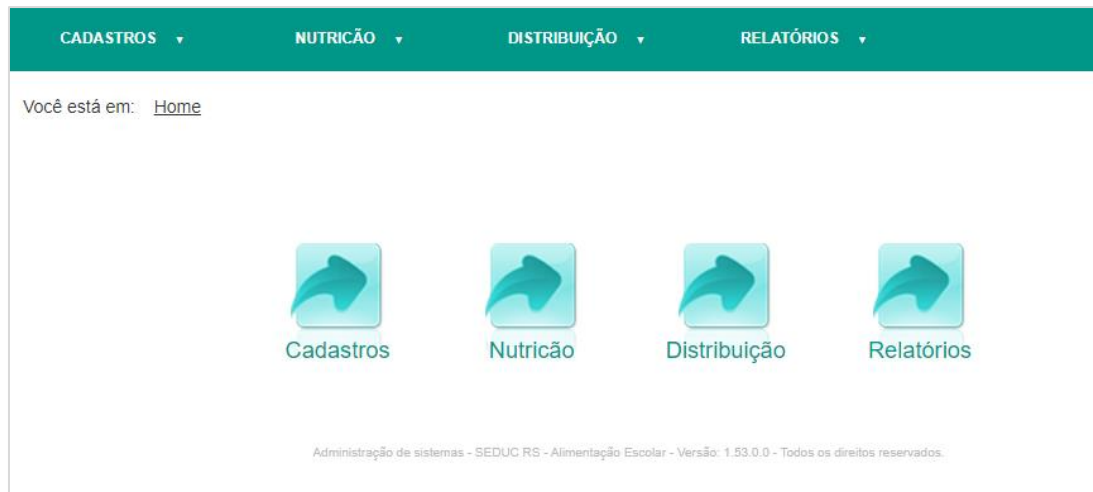 CADASTROS ▼ NUTRICÃO ▼ DISTRIBUIÇÃO ▼ RELATÓRIOS ▼
Você está em: Home
Cadastros Nutricão Distribuição Relatórios
Administração de sistemas - SEDUC RS - Alimentação Escolar - Versão: 1.53.0.0 - Todos os direitos reservados.